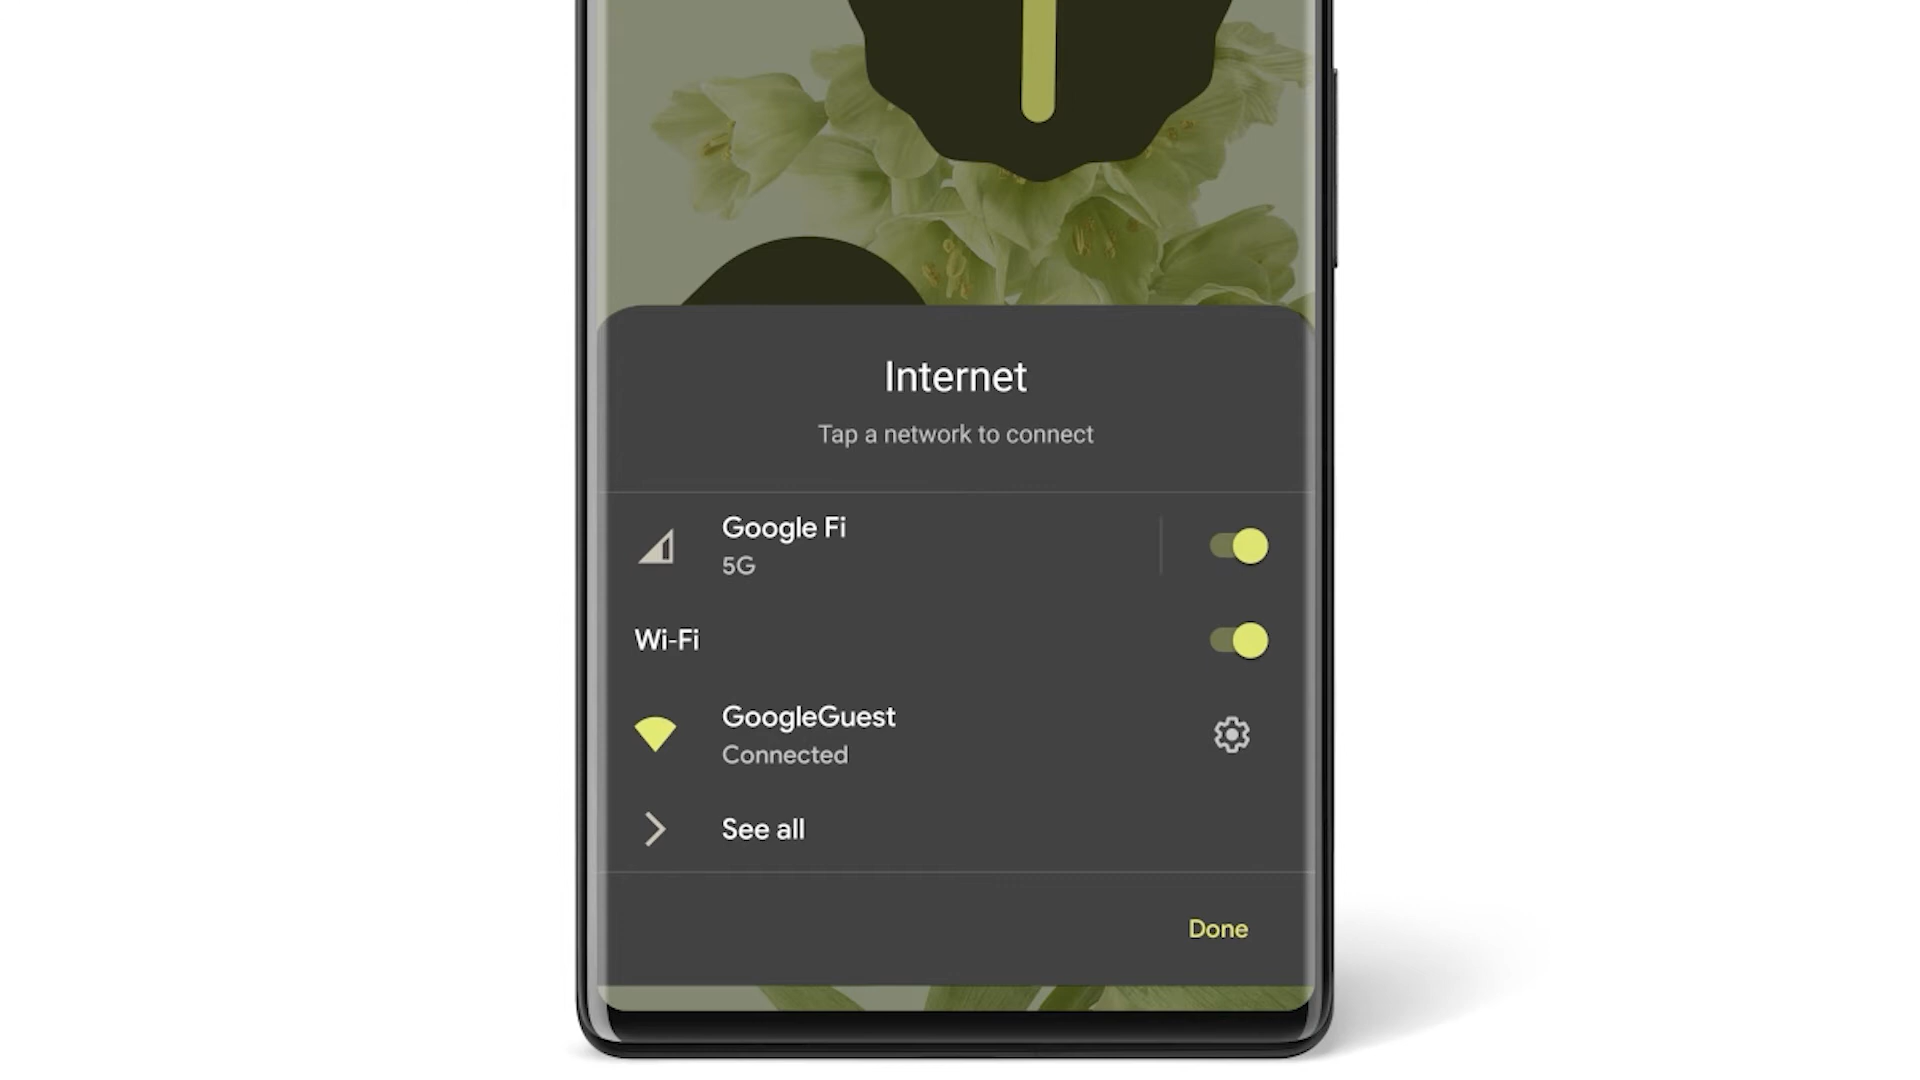 Internet
Tap a network to connect
Google Fi
5G
Wi-Fi
GoogleGuest
Connected
See all
Done